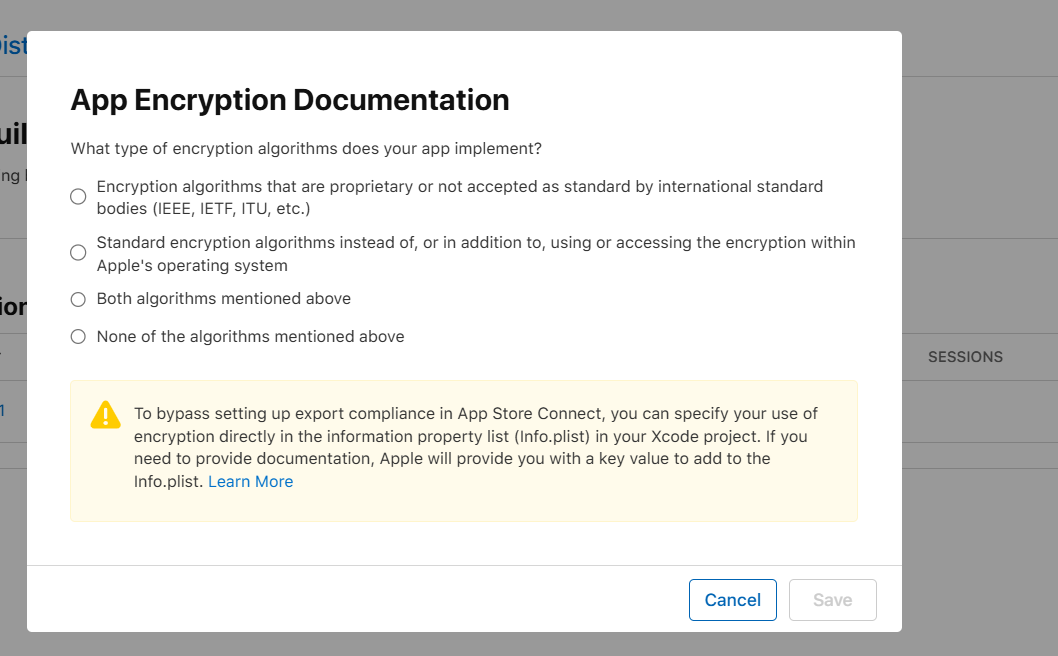 App Encryption Documentation
What type of encryption algorithms does your app implement?
Encryption algorithms that are proprietary or not accepted as standard by international standard
bodies (IEEE, IETF, ITU, etc.)
Standard encryption algorithms instead of, or in addition to, using or accessing the encryption within
Apple's operating system
Both algorithms mentioned above
None of the algorithms mentioned above
SESSIONS
To bypass setting up export compliance in App Store Connect, you can specify your use of
encryption directly in the information property list (Info.plist) in your Xcode project. If you
need to provide documentation, Apple will provide you with a key value to add to the
Info.plist. Learn More
Cancel
Save